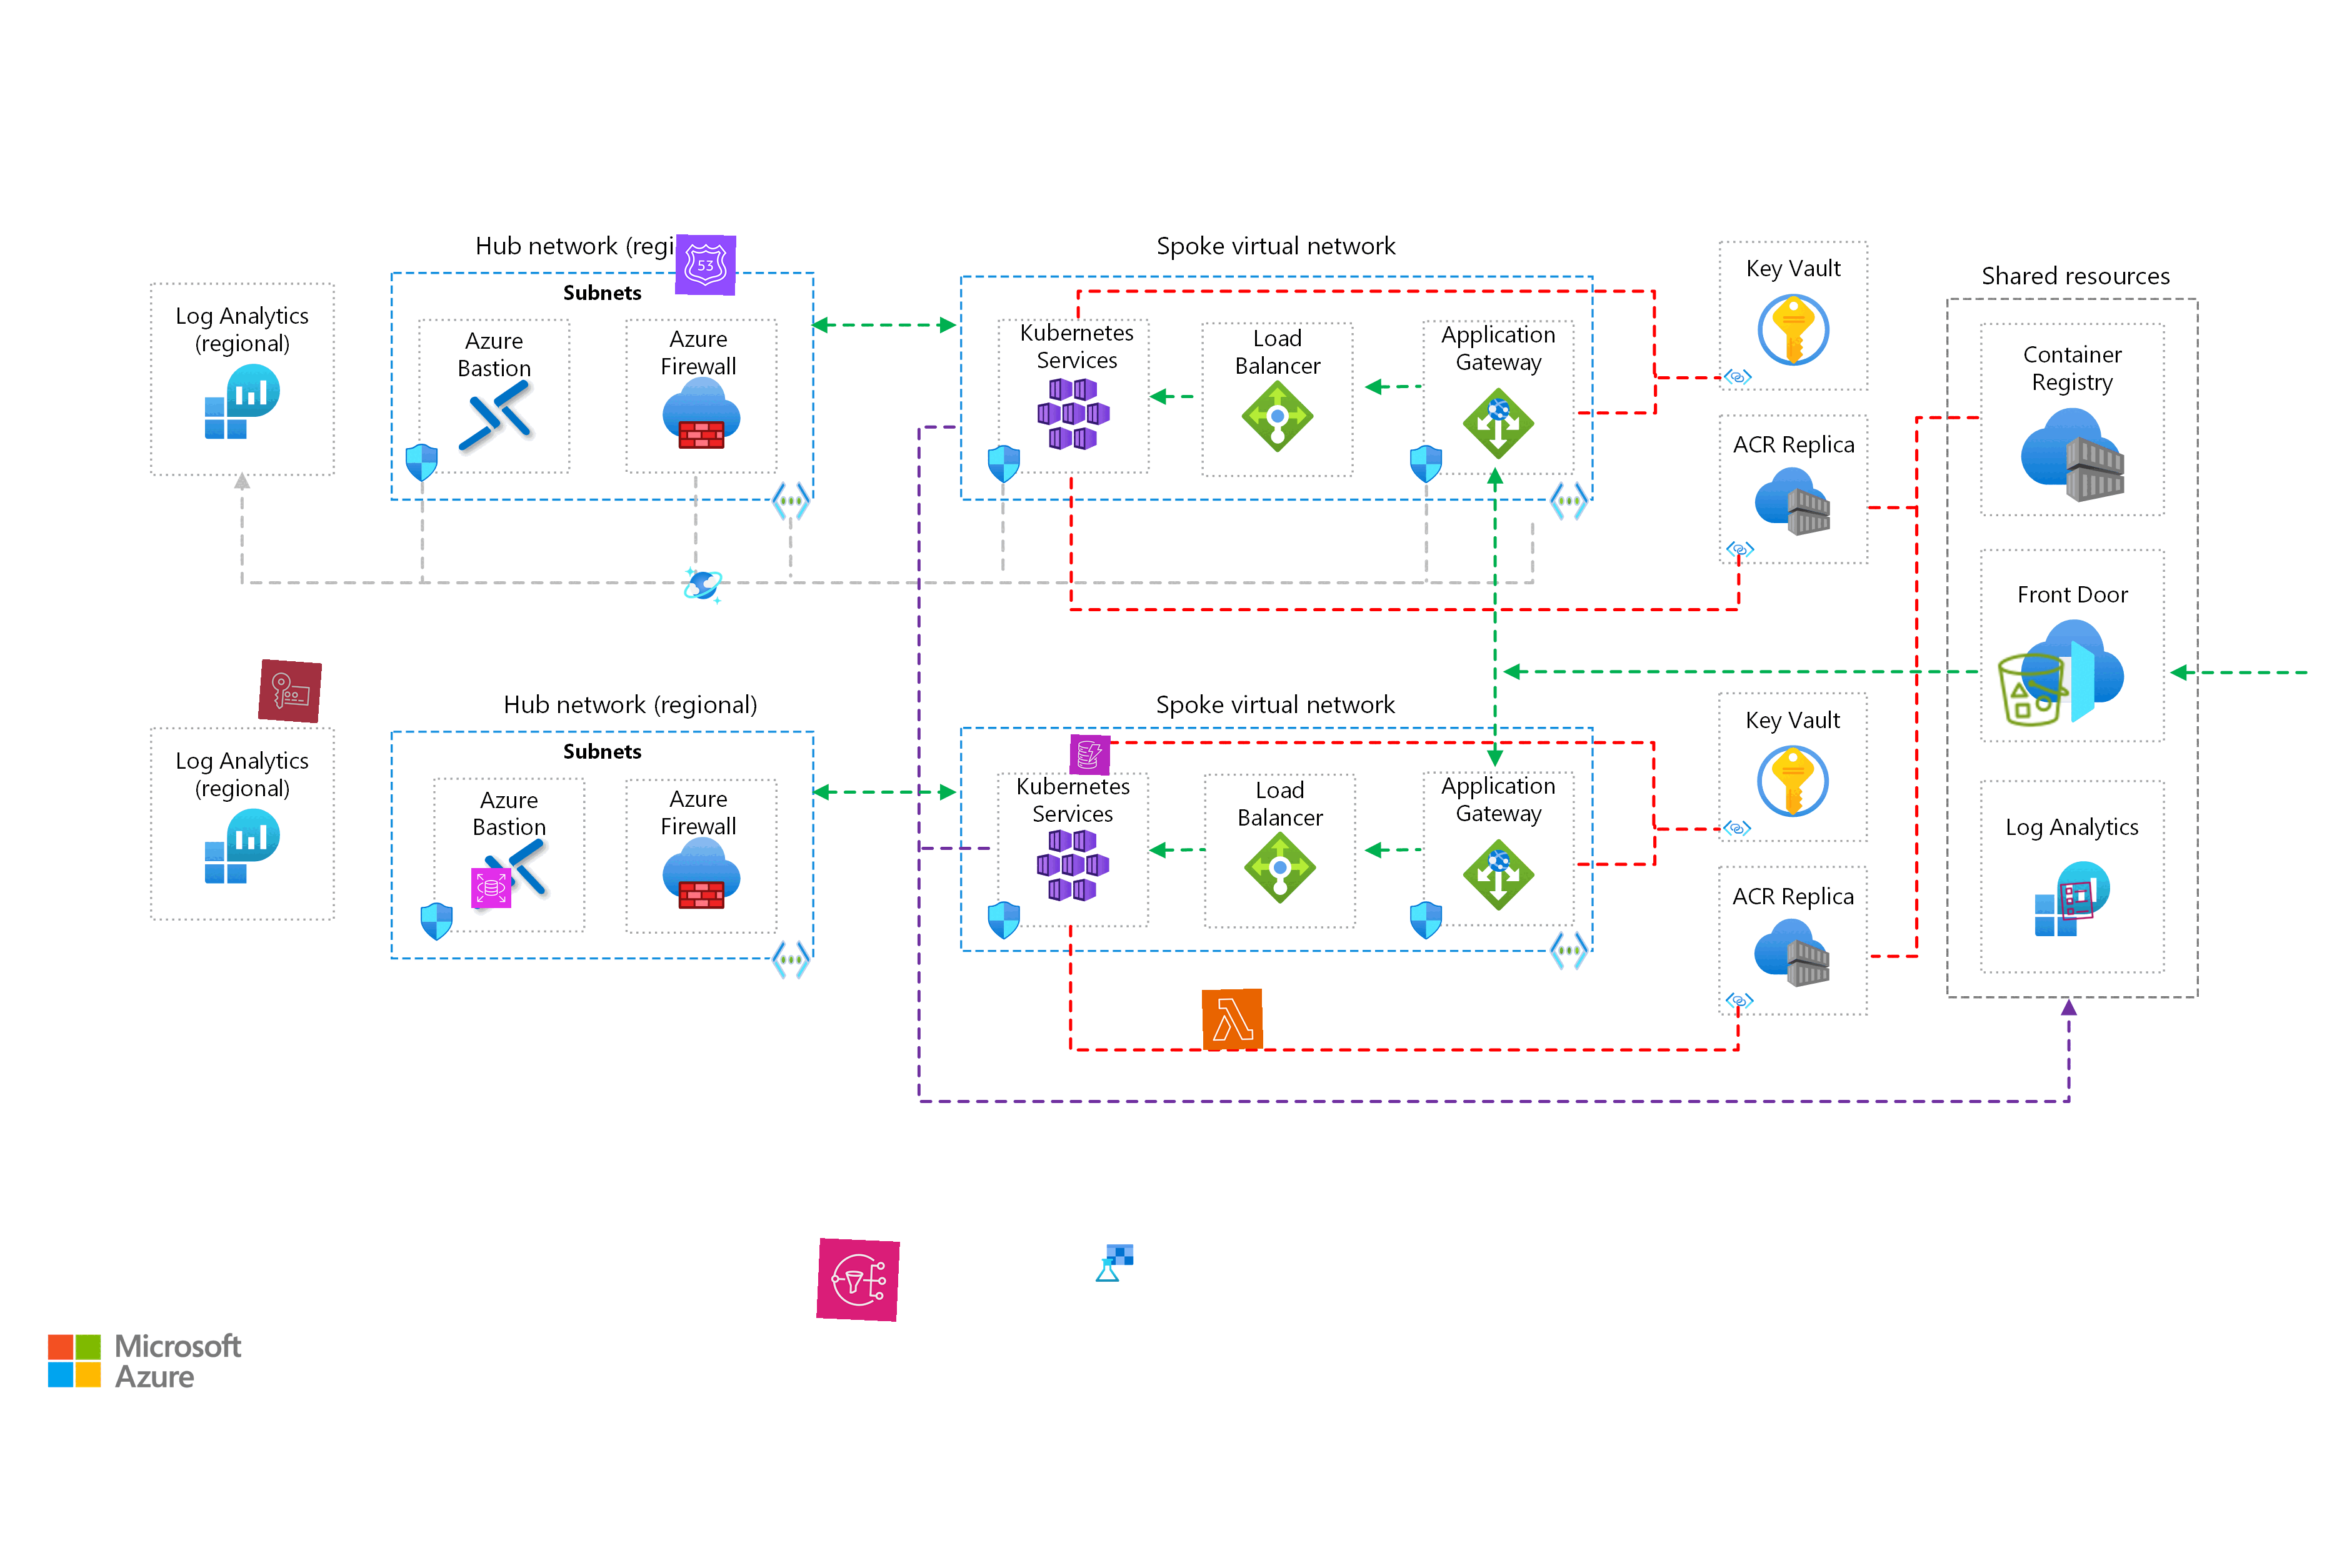 Hub network (regi
53
Subnets
Log Analytics
(regional)
Azure
Bastion
Azure
Firewall
Spoke virtual network
Kubernetes
Services
Load
Balancer
Application
Gateway
Key Vault
ACR Replica
Shared resources
Container
Registry
Front Door
Log Analytics
Hub network (regional)
Subnets
Log Analytics
(regional)
Azure
Bastion
Azure
Firewall
Spoke virtual network
Kubernetes
Services
Load
Balancer
Application
Gateway
Key Vault
ACR Replica
Microsoft
Azure